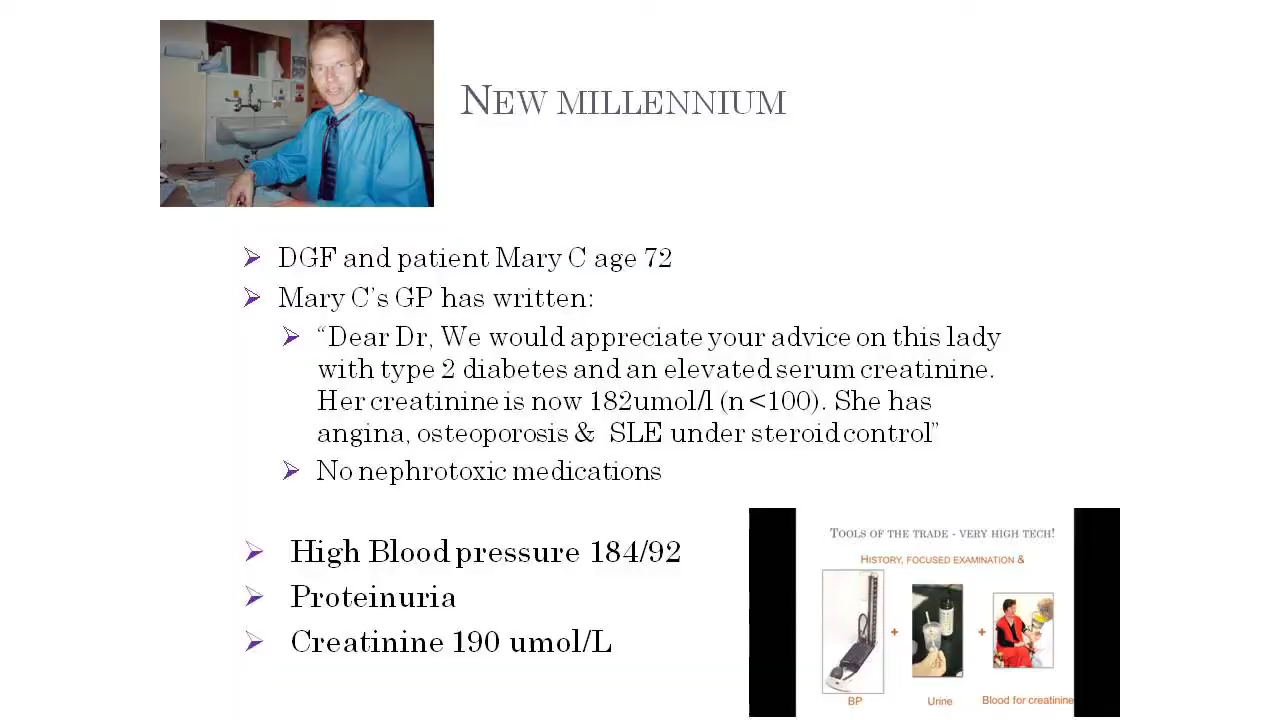 NEW MILLENNIUM
DGF and patient Mary C age 72
Mary C's GP has written:
“Dear Dr, We would appreciate your advice on this lady
with type 2 diabetes and an elevated serum creatinine.
Her creatinine is now 182umol/l (n <100). She has
angina, osteoporosis & SLE under steroid control”
No nephrotoxic medications
High Blood pressure 184/92
Proteinuria
Creatinine 190 umol/L
TOOLS OF THE TRADE - VERY HIGH TECH!
HISTORY, FOCUSED EXAMINATION &
+ +
BP Urine Blood for creatinine